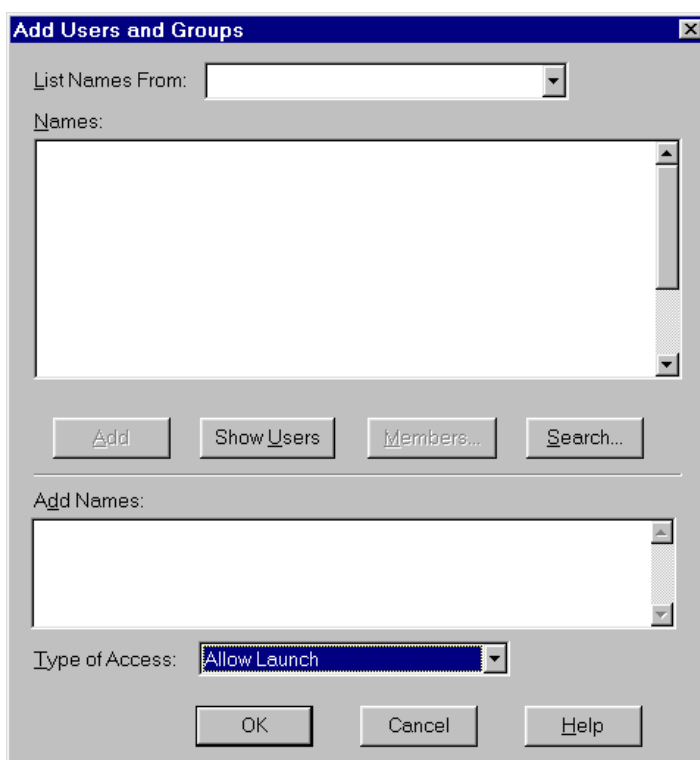 Add Users and Groups
List Names From:
Names:
Add Show Users Members... Search...
Add Names:
Type of Access: Allow Launch
OK Cancel Help